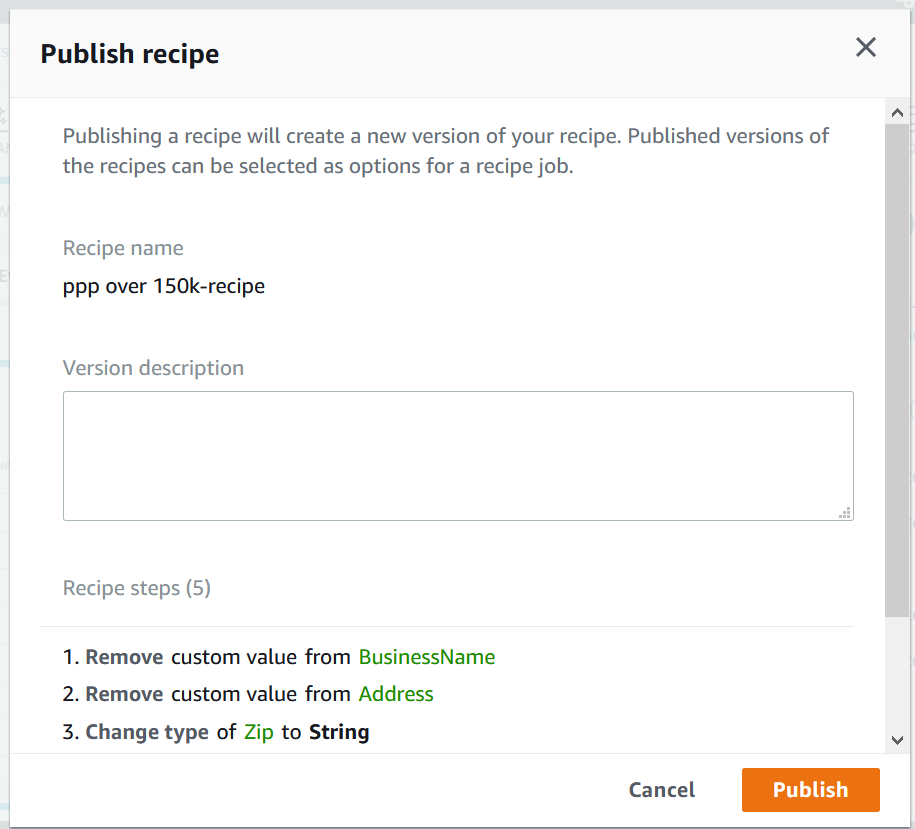 Publish recipe
Publishing a recipe will create a new version of your recipe. Published versions of
the recipes can be selected as options for a recipe job.
Recipe name
ppp over 150k-recipe
Version description
Recipe steps (5)
1. Remove custom value from BusinessName
2. Remove custom value from Address
3. Change type of Zip to String
Cancel
Publish